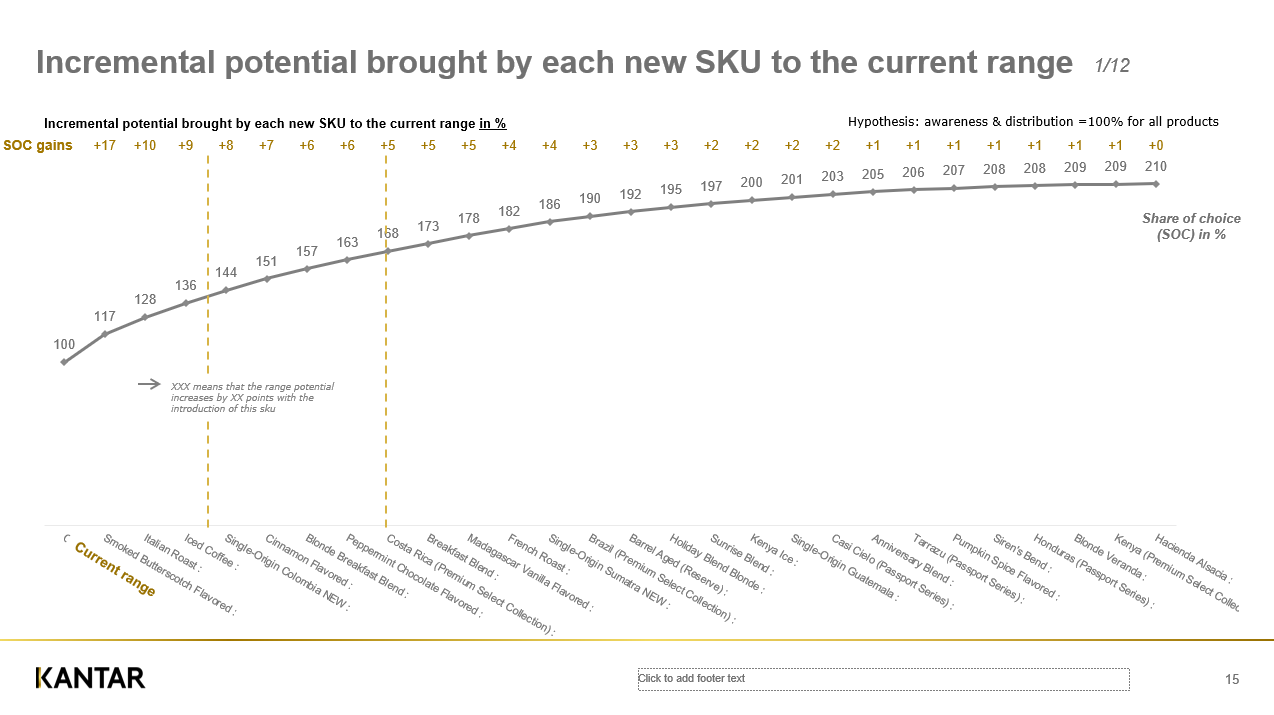 Incremental potential brought by each new SKU to the current range 1/12
Incremental potential brought by each new SKU to the current range in %
Hypothesis: awareness & distribution =100% for all products
SOC gains +17 +10 +9 +8 +7 +6 +6 +5 +5 +5 +4 +4 +3 +3 +3 +2 +2 +2 +2 +1 +1 +1 +1 +1 +1 +1 +0
100 117 128 136 144 151 157 163 168 173 178 182 186 190 192 195 197 200 201 203 205 206 207 208 208 209 209 210
Share of choice
(SOC) in %
XXX means that the range potential
increases by XX points with the
introduction of this sku
Current range
Smoked Butterscotch Flavored :
Italian Roast :
Iced Coffee :
Single-Origin Colombia NEW :
Cinnamon Flavored :
Blonde Breakfast Blend :
Peppermint Chocolate Flavored :
Costa Rica (Premium Select Collection) :
Breakfast Blend :
Madagascar Vanilla Flavored :
French Roast :
Single-Origin Sumatra NEW :
Brazil (Premium Select Collection) :
Barrel Aged (Reserve) :
Holiday Blend Blonde :
Sunrise Blend :
Kenya Ice :
Single-Origin Guatemala :
Casi Cielo (Passport Series) :
Anniversary Blend :
Tarrazu (Passport Series) :
Pumpkin Spice Flavored :
Siren's Blend :
Honduras (Passport Series) :
Blonde Veranda :
Kenya (Premium Select Collec
Hacienda Alsacia :
KANTAR
Click to add footer text
15